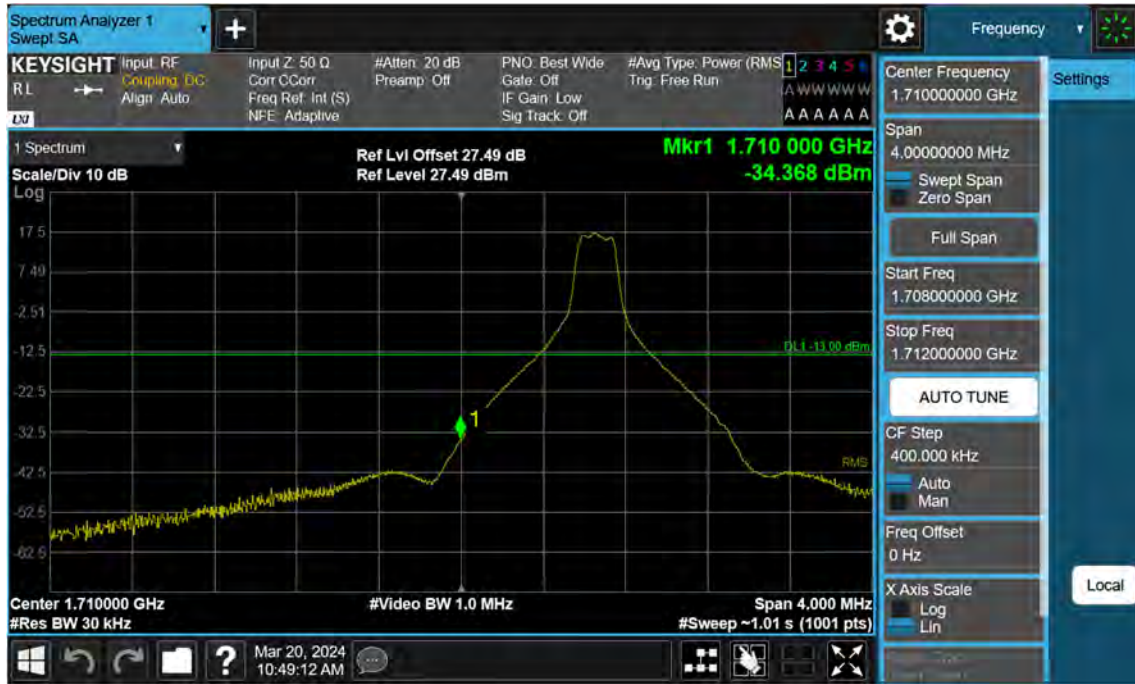 Spectrum Analyzer 1
Swept SA
+
Frequency
KEYSIGHT
RL
LXI
Input: RF
Coupling: DC
Align: Auto
Input Z: 50 Ω
Corr CCorr
Freq Ref: Int (S)
NFE: Adaptive
#Atten: 20 dB
Preamp: Off
PNO: Best Wide
Gate: Off
IF Gain: Low
Sig Track: Off
#Avg Type: Power (RMS
Trig: Free Run
1 2 3 4 5 6
A W W W W W
A A A A A A
Center Frequency
1.710000000 GHz
Settings
Span
4.00000000 MHz
Swept Span
Zero Span
Full Span
Start Freq
1.708000000 GHz
Stop Freq
1.712000000 GHz
AUTO TUNE
CF Step
400.000 kHz
Auto
Man
Freq Offset
0 Hz
X Axis Scale
Log
Lin
Local
1 Spectrum
Scale/Div 10 dB
Log
Ref Lvl Offset 27.49 dB
Ref Level 27.49 dBm
Mkr1 1.710 000 GHz
-34.368 dBm
17.5
7.49
-2.51
-12.5
DL1 -13.00 dBm
-22.5
1
-32.5
RMS
-42.5
-52.5
-62.5
Center 1.710000 GHz
#Video BW 1.0 MHz
Span 4.000 MHz
#Res BW 30 kHz
#Sweep ~1.01 s (1001 pts)
?
Mar 20, 2024
10:49:12 AM